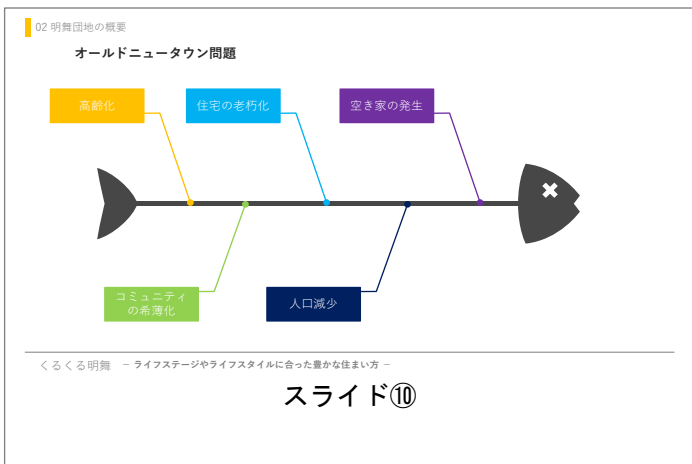 02 明舞団地の概要
オールドニュータウン問題
高齢化
住宅の老朽化
空き家の発生
コミュニティ
の希薄化
人口減少
くるくる明舞 − ライフステージやライフスタイルに合った豊かな住まい方 −
スライド⑩